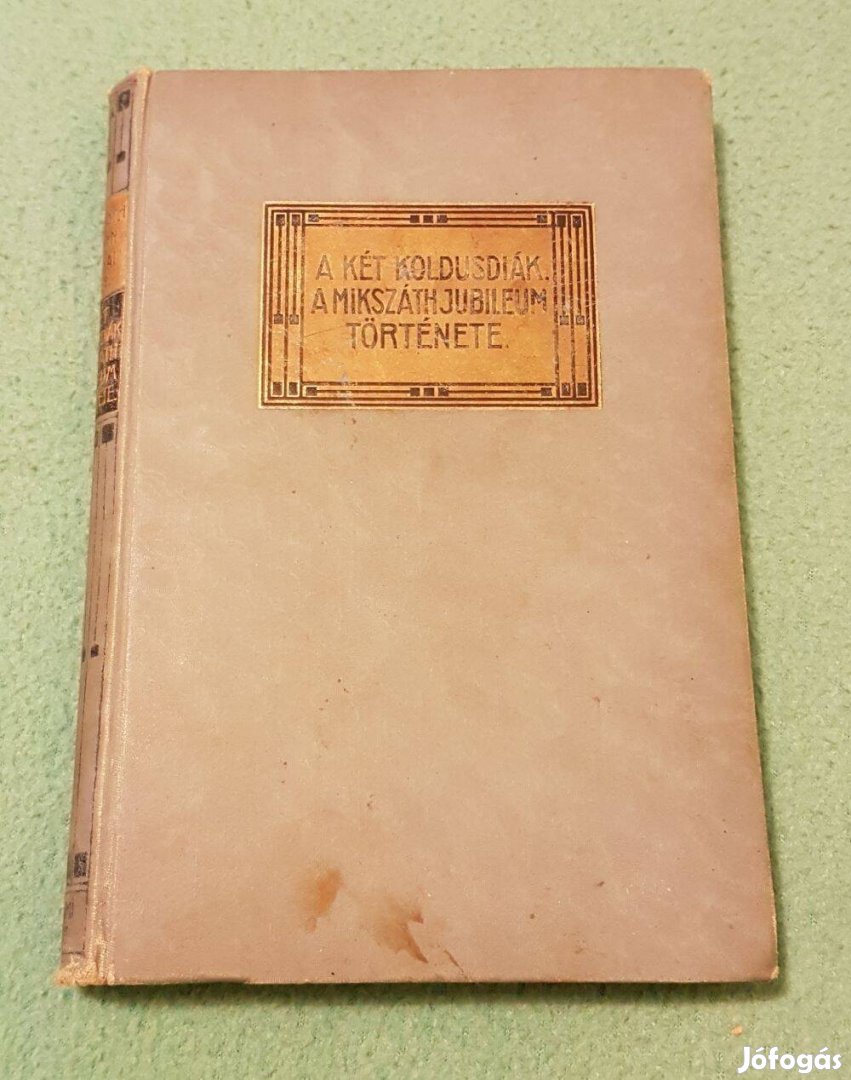 A KÉT KOLDUSDIÁK.
A MIKSZÁTH JUBILEUM
TÖRTÉNETE.
Jófogás